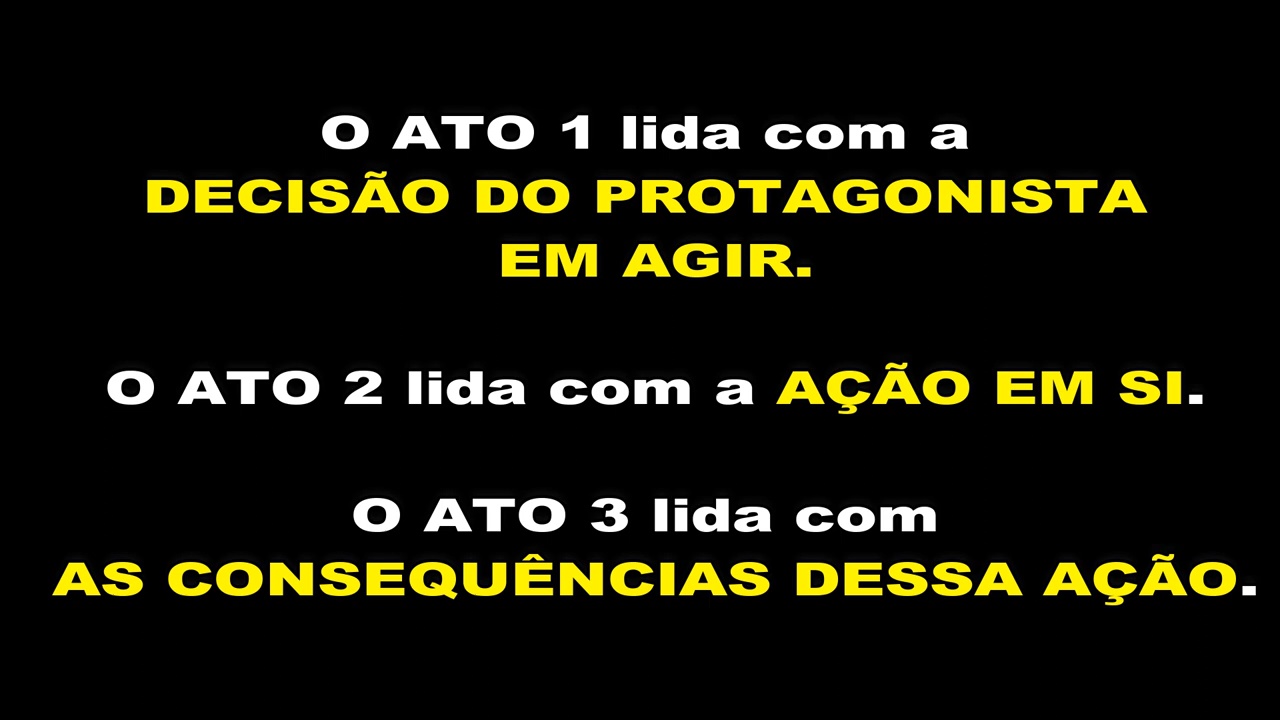 O ATO 1 lida com a
DECISÃO DO PROTAGONISTA
EM AGIR.
O ATO 2 lida com a AÇÃO EM SI.
O ATO 3 lida com
AS CONSEQUÊNCIAS DESSA AÇÃO.